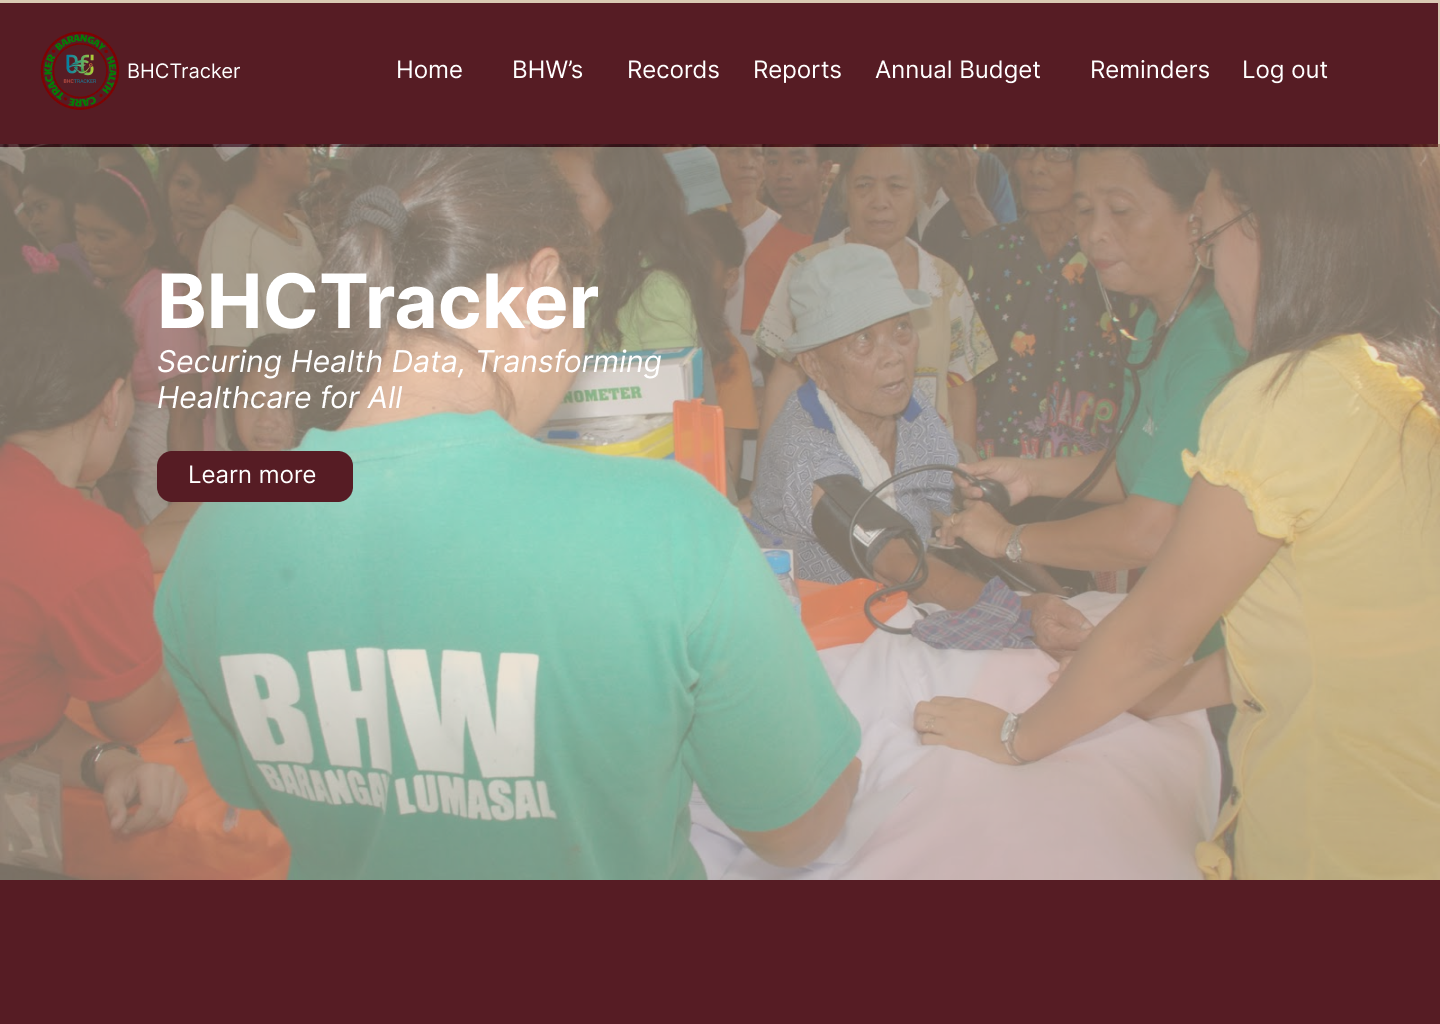 BARANGAY HEALTH CARE TRACKER
BHCTRACKER
BHCTracker
Home
BHW’s
Records
Reports
Annual Budget
Reminders
Log out
BHCTracker
Securing Health Data, Transforming
Healthcare for All
NOMETER
Learn more
BHW
BARANGAY LUMASAL